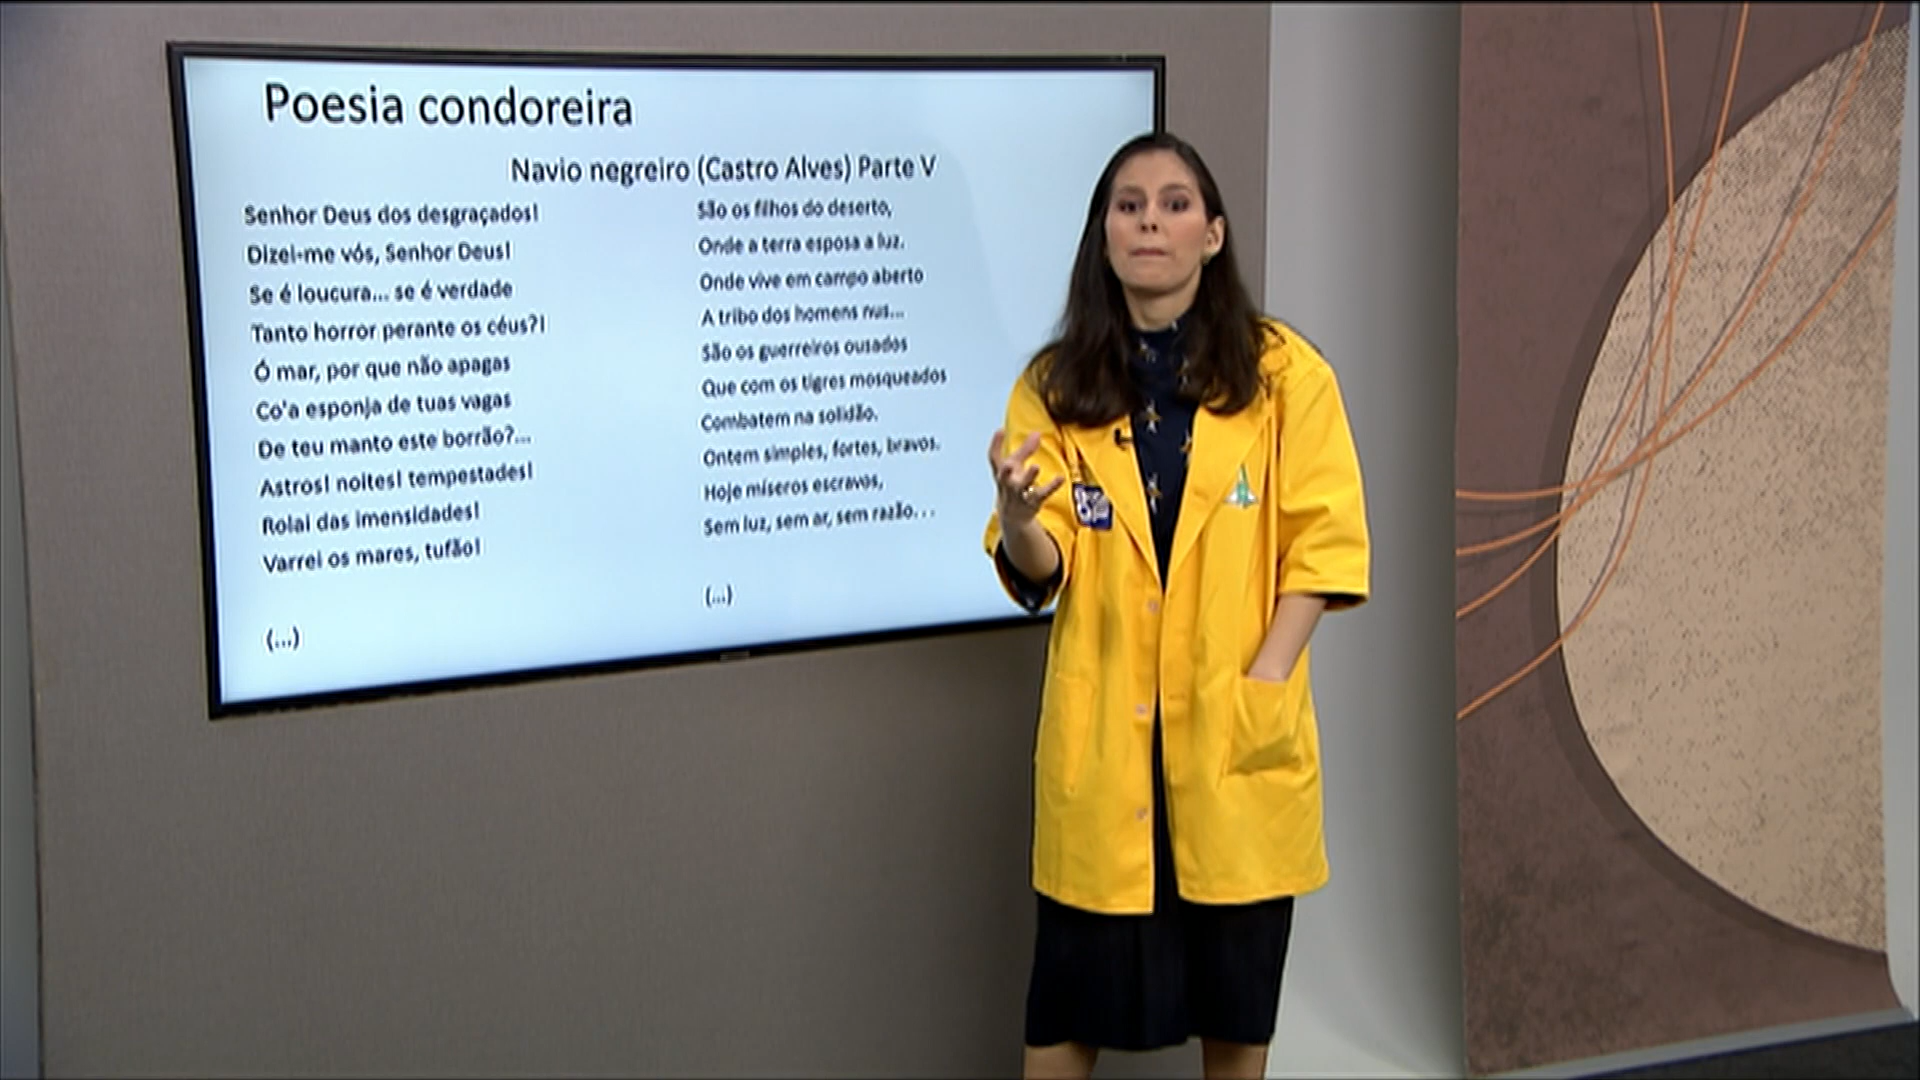 Poesia condoreira
Navio negreiro (Castro Alves) Parte V
Senhor Deus dos desgraçados!
Dizei-me vós, Senhor Deus!
Se é loucura... se é verdade
Tanto horror perante os céus?!
Ó mar, por que não apagas
Co'a esponja de tuas vagas
De teu manto este borrão?...
Astros! noites! tempestades!
Rolai das imensidades!
Varrei os mares, tufão!
(...)
São os filhos do deserto,
Onde a terra esposa a luz.
Onde vive em campo aberto
A tribo dos homens nus...
São os guerreiros ousados
Que com os tigres mosqueados
Combatem na solidão.
Ontem simples, fortes, bravos.
Hoje míseros escravos,
Sem luz, sem ar, sem razão. . .
(...)